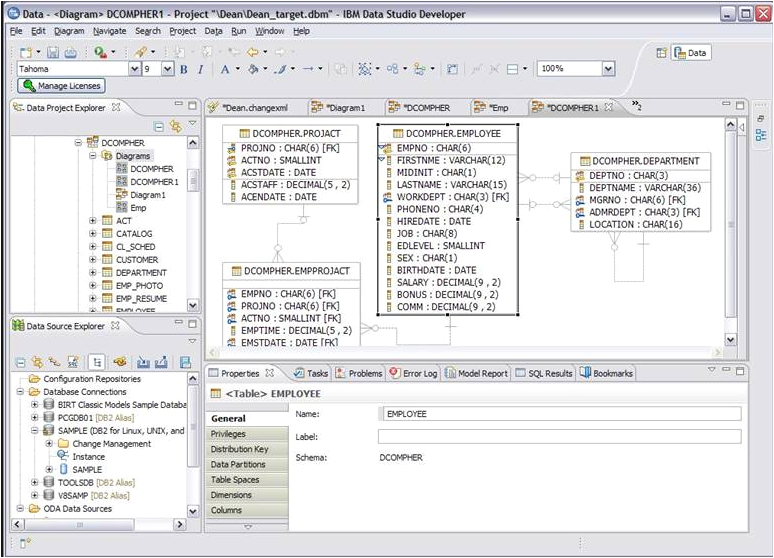 Data - <Diagram> DCOMPHER1 - Project "\Dean\Dean_target.dbm" - IBM Data Studio Developer
File Edit Diagram Navigate Search Project Data Run Window Help
Tahoma 9 B I A 100% Data
Manage Licenses
Data Project Explorer
DCOMPHER
Diagrams
DCOMPHER
DCOMPHER1
Diagram1
Emp
ACT
CATALOG
CL_SCHED
CUSTOMER
DEPARTMENT
EMP_PHOTO
EMP_RESUME
EMPLOYEE
*Dean.changexml *Diagram1 *DCOMPHER *Emp *DCOMPHER1 »2
DCOMPHER.PROJACT
PROJNO : CHAR(6) [FK]
ACTNO : SMALLINT
ACSTDATE : DATE
ACSTAFF : DECIMAL(5 , 2)
ACENDATE : DATE
DCOMPHER.EMPLOYEE
EMPNO : CHAR(6)
FIRSTNME : VARCHAR(12)
MIDINIT : CHAR(1)
LASTNAME : VARCHAR(15)
WORKDEPT : CHAR(3) [FK]
PHONENO : CHAR(4)
HIREDATE : DATE
JOB : CHAR(8)
EDLEVEL : SMALLINT
SEX : CHAR(1)
BIRTHDATE : DATE
SALARY : DECIMAL(9 , 2)
BONUS : DECIMAL(9 , 2)
COMM : DECIMAL(9 , 2)
DCOMPHER.DEPARTMENT
DEPTNO : CHAR(3)
DEPTNAME : VARCHAR(36)
MGRNO : CHAR(6) [FK]
ADMRDEPT : CHAR(3) [FK]
LOCATION : CHAR(16)
DCOMPHER.EMPPROJACT
EMPNO : CHAR(6) [FK]
PROJNO : CHAR(6) [FK]
ACTNO : SMALLINT [FK]
EMPTIME : DECIMAL(5 , 2)
EMSTDATE : DATE [FK]
Data Source Explorer
Configuration Repositories
Database Connections
BIRT Classic Models Sample Databa
PCGDB01 [DB2 Alias]
SAMPLE (DB2 for Linux, UNIX, and
Change Management
Instance
SAMPLE
TOOLSDB [DB2 Alias]
V8SAMP [DB2 Alias]
ODA Data Sources
Properties Tasks Problems Error Log Model Report SQL Results Bookmarks
<Table> EMPLOYEE
General
Privileges
Distribution Key
Data Partitions
Table Spaces
Dimensions
Columns
Name: EMPLOYEE
Label:
Schema: DCOMPHER